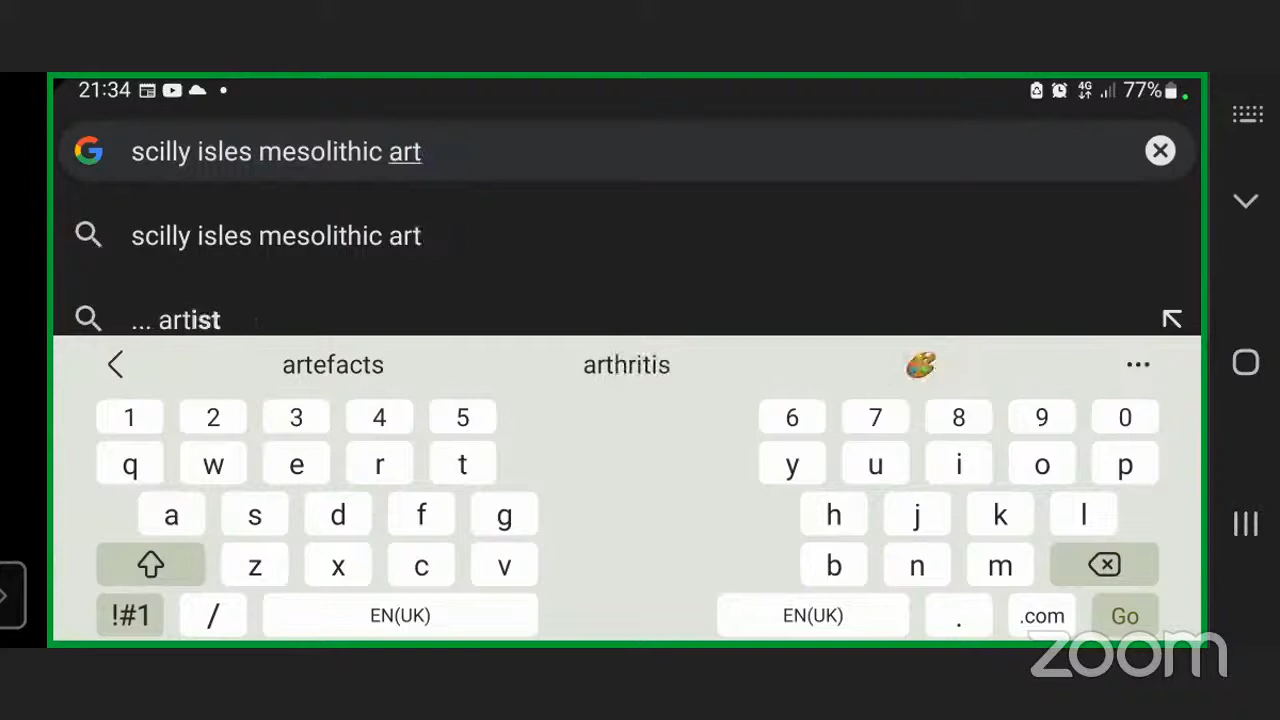 21:34 4G 77%
scilly isles mesolithic art
scilly isles mesolithic art
... artist
artefacts arthritis
1 2 3 4 5 6 7 8 9 0
q w e r t y u i o p
a s d f g h j k l
z x c v b n m
!#1 / EN(UK) EN(UK) . .com Go
zoom